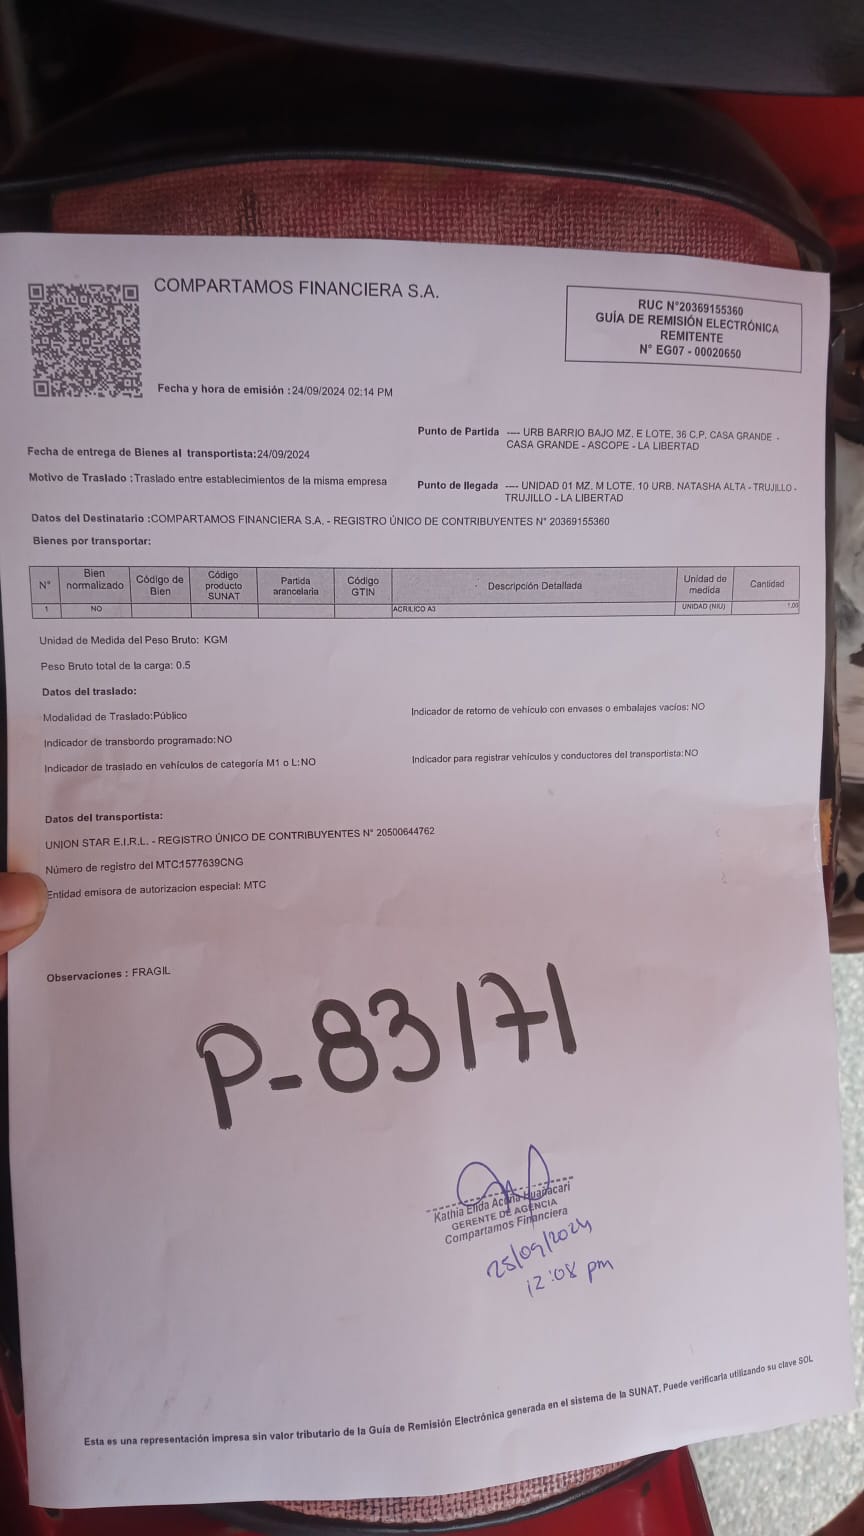 COMPARTAMOS FINANCIERA S.A.
RUC N°20369155360
GUÍA DE REMISIÓN ELECTRÓNICA
REMITENTE
N° EG07 - 00020650
Fecha y hora de emisión :24/09/2024 02:14 PM
Punto de Partida ---- URB BARRIO BAJO MZ. E LOTE. 36 C.P. CASA GRANDE -
CASA GRANDE - ASCOPE - LA LIBERTAD
Fecha de entrega de Bienes al transportista:24/09/2024
Motivo de Traslado :Traslado entre establecimientos de la misma empresa
Punto de llegada ---- UNIDAD 01 MZ. M LOTE. 10 URB. NATASHA ALTA - TRUJILLO -
TRUJILLO - LA LIBERTAD
Datos del Destinatario :COMPARTAMOS FINANCIERA S.A. - REGISTRO ÚNICO DE CONTRIBUYENTES N° 20369155360
Bienes por transportar:
N° Bien normalizado Código de Bien Código producto SUNAT Partida arancelaria Código GTIN Descripción Detallada Unidad de medida Cantidad
1 NO ACRILICO A3 UNIDAD (NIU) 1.00
Unidad de Medida del Peso Bruto: KGM
Peso Bruto total de la carga: 0.5
Datos del traslado:
Modalidad de Traslado:Público
Indicador de retorno de vehículo con envases o embalajes vacíos: NO
Indicador de transbordo programado:NO
Indicador de traslado en vehículos de categoría M1 o L:NO
Indicador para registrar vehículos y conductores del transportista:NO
Datos del transportista:
UNION STAR E.I.R.L. - REGISTRO ÚNICO DE CONTRIBUYENTES N° 20500644762
Número de registro del MTC:1577639CNG
Entidad emisora de autorizacion especial: MTC
Observaciones : FRAGIL
P-83171
Kathia Elida Acuña Huañacari
GERENTE DE AGENCIA
Compartamos Financiera
25/09/2024
12:08 pm
Esta es una representación impresa sin valor tributario de la Guía de Remisión Electrónica generada en el sistema de la SUNAT. Puede verificarla utilizando su clave SOL